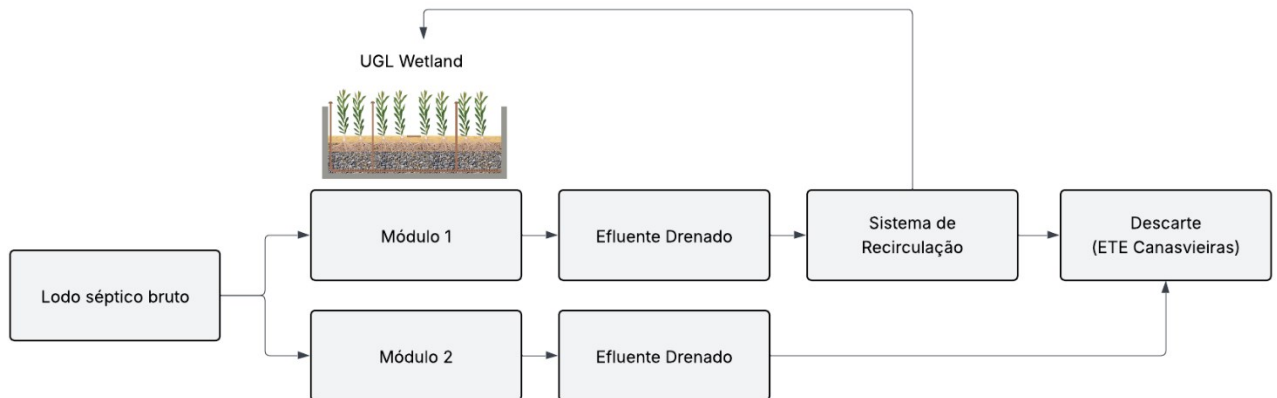 UGL Wetland
Lodo séptico bruto
Módulo 1
Efluente Drenado
Sistema de
Recirculação
Descarte
(ETE Canasvieiras)
Módulo 2
Efluente Drenado